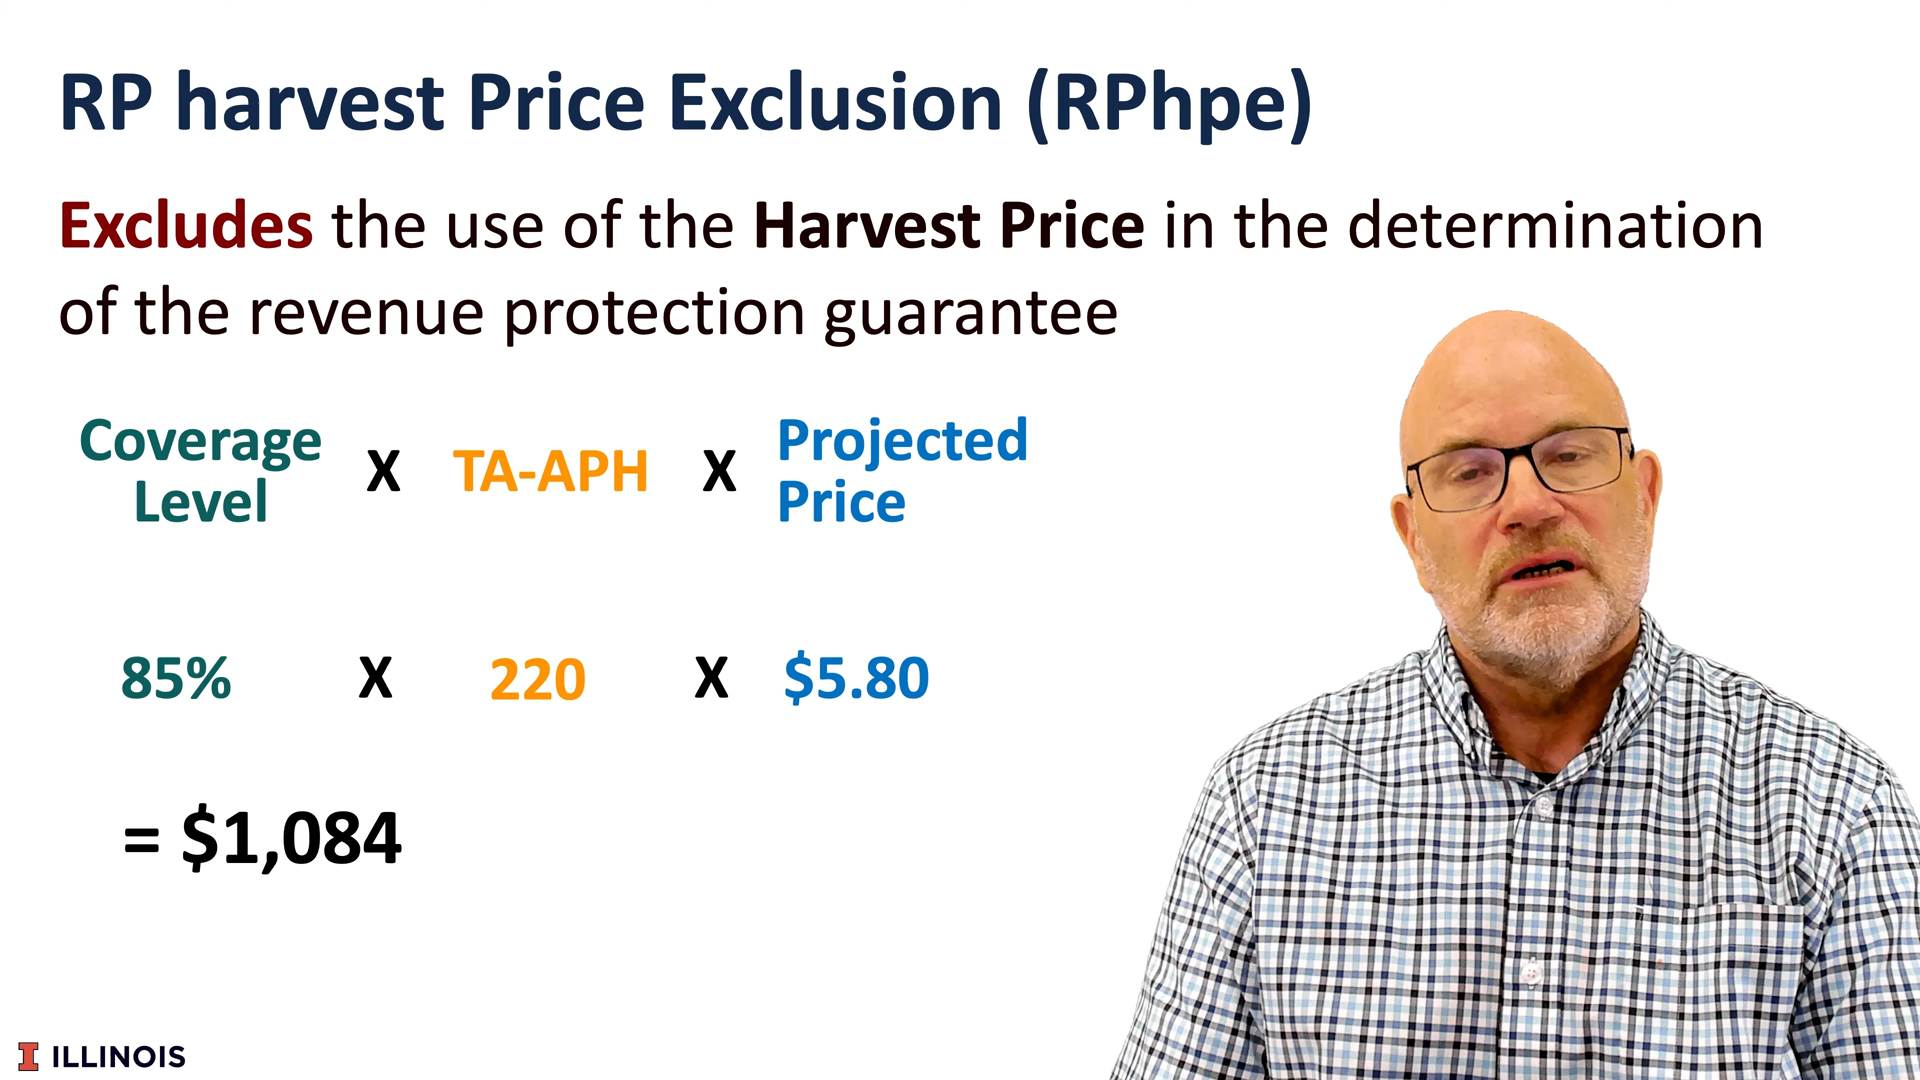 RP harvest Price Exclusion (RPhpe)
Excludes the use of the Harvest Price in the determination
of the revenue protection guarantee
Coverage Level X TA-APH X Projected Price
85% X 220 X $5.80
= $1,084
I ILLINOIS